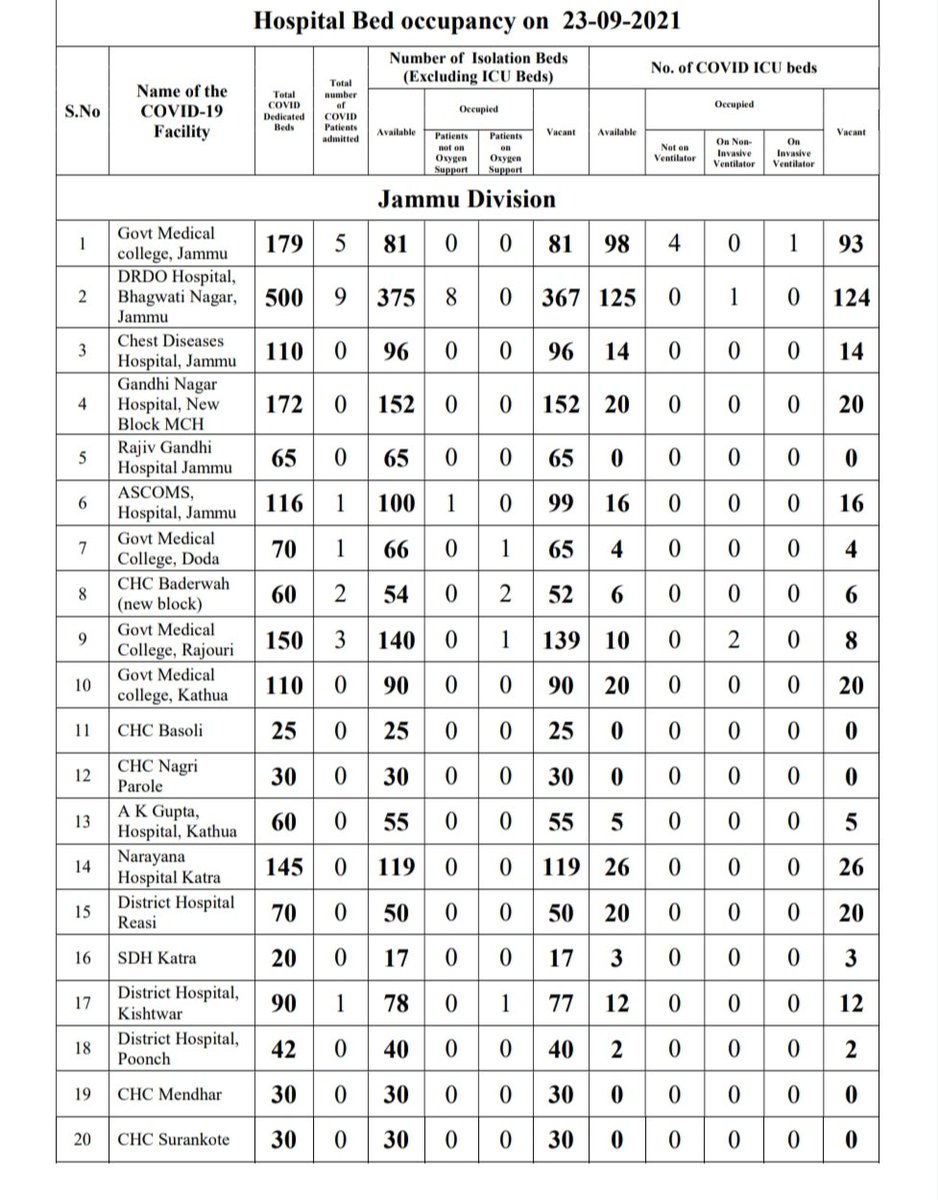 Hospital Bed occupancy on 23-09-2021
S.No
Name of the
COVID-19
Facility
Total
COVID
Dedicated
Beds
Total
number
of
COVID
Patients
admitted
Number of Isolation Beds
(Excluding ICU Beds)
No. of COVID ICU beds
Available
Occupied
Patients
not on
Oxygen
Support
Patients
on
Oxygen
Support
Vacant
Available
Occupied
Not on
Ventilator
On Non-
Invasive
Ventilator
On
Invasive
Ventilator
Vacant
Jammu Division
1 Govt Medical
college, Jammu 179 5 81 0 0 81 98 4 0 1 93
2 DRDO Hospital,
Bhagwati Nagar,
Jammu 500 9 375 8 0 367 125 0 1 0 124
3 Chest Diseases
Hospital, Jammu 110 0 96 0 0 96 14 0 0 0 14
4 Gandhi Nagar
Hospital, New
Block MCH 172 0 152 0 0 152 20 0 0 0 20
5 Rajiv Gandhi
Hospital Jammu 65 0 65 0 0 65 0 0 0 0 0
6 ASCOMS,
Hospital, Jammu 116 1 100 1 0 99 16 0 0 0 16
7 Govt Medical
College, Doda 70 1 66 0 1 65 4 0 0 0 4
8 CHC Baderwah
(new block) 60 2 54 0 2 52 6 0 0 0 6
9 Govt Medical
College, Rajouri 150 3 140 0 1 139 10 0 2 0 8
10 Govt Medical
college, Kathua 110 0 90 0 0 90 20 0 0 0 20
11 CHC Basoli 25 0 25 0 0 25 0 0 0 0 0
12 CHC Nagri
Parole 30 0 30 0 0 30 0 0 0 0 0
13 A K Gupta,
Hospital, Kathua 60 0 55 0 0 55 5 0 0 0 5
14 Narayana
Hospital Katra 145 0 119 0 0 119 26 0 0 0 26
15 District Hospital
Reasi 70 0 50 0 0 50 20 0 0 0 20
16 SDH Katra 20 0 17 0 0 17 3 0 0 0 3
17 District Hospital,
Kishtwar 90 1 78 0 1 77 12 0 0 0 12
18 District Hospital,
Poonch 42 0 40 0 0 40 2 0 0 0 2
19 CHC Mendhar 30 0 30 0 0 30 0 0 0 0 0
20 CHC Surankote 30 0 30 0 0 30 0 0 0 0 0